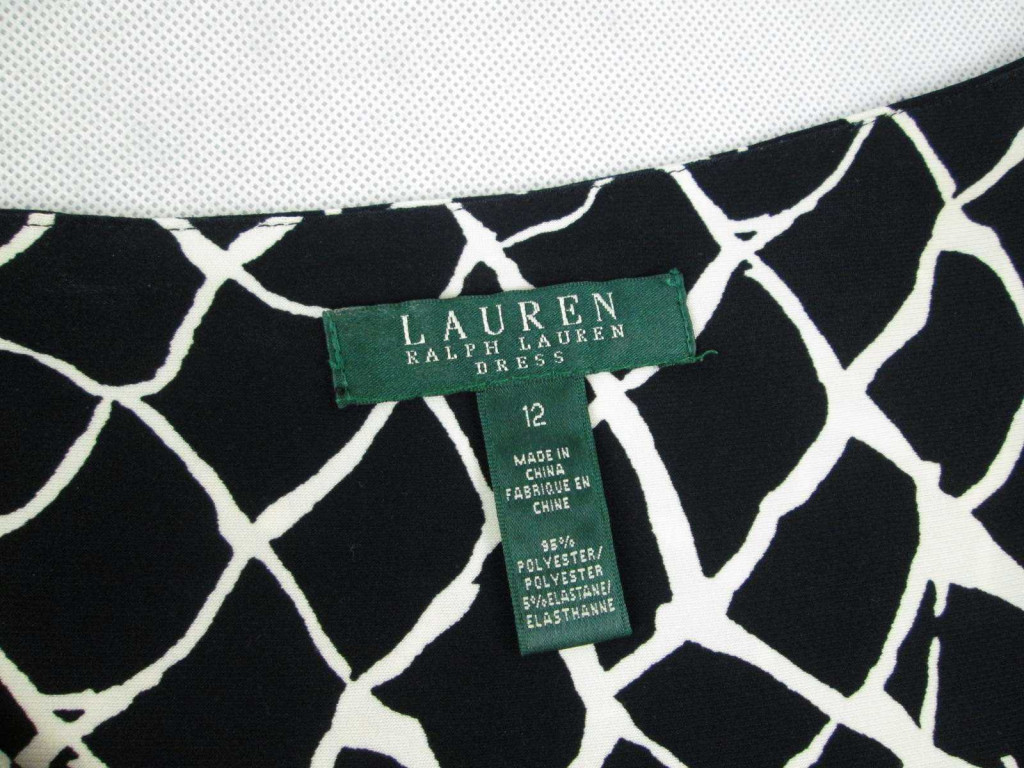 LAUREN
RALPH LAUREN
DRESS
12
MADE IN
CHINA
FABRIQUE EN
CHINE
95%
POLYESTER/
POLYESTER
5%ELASTANE/
ELASTHANNE